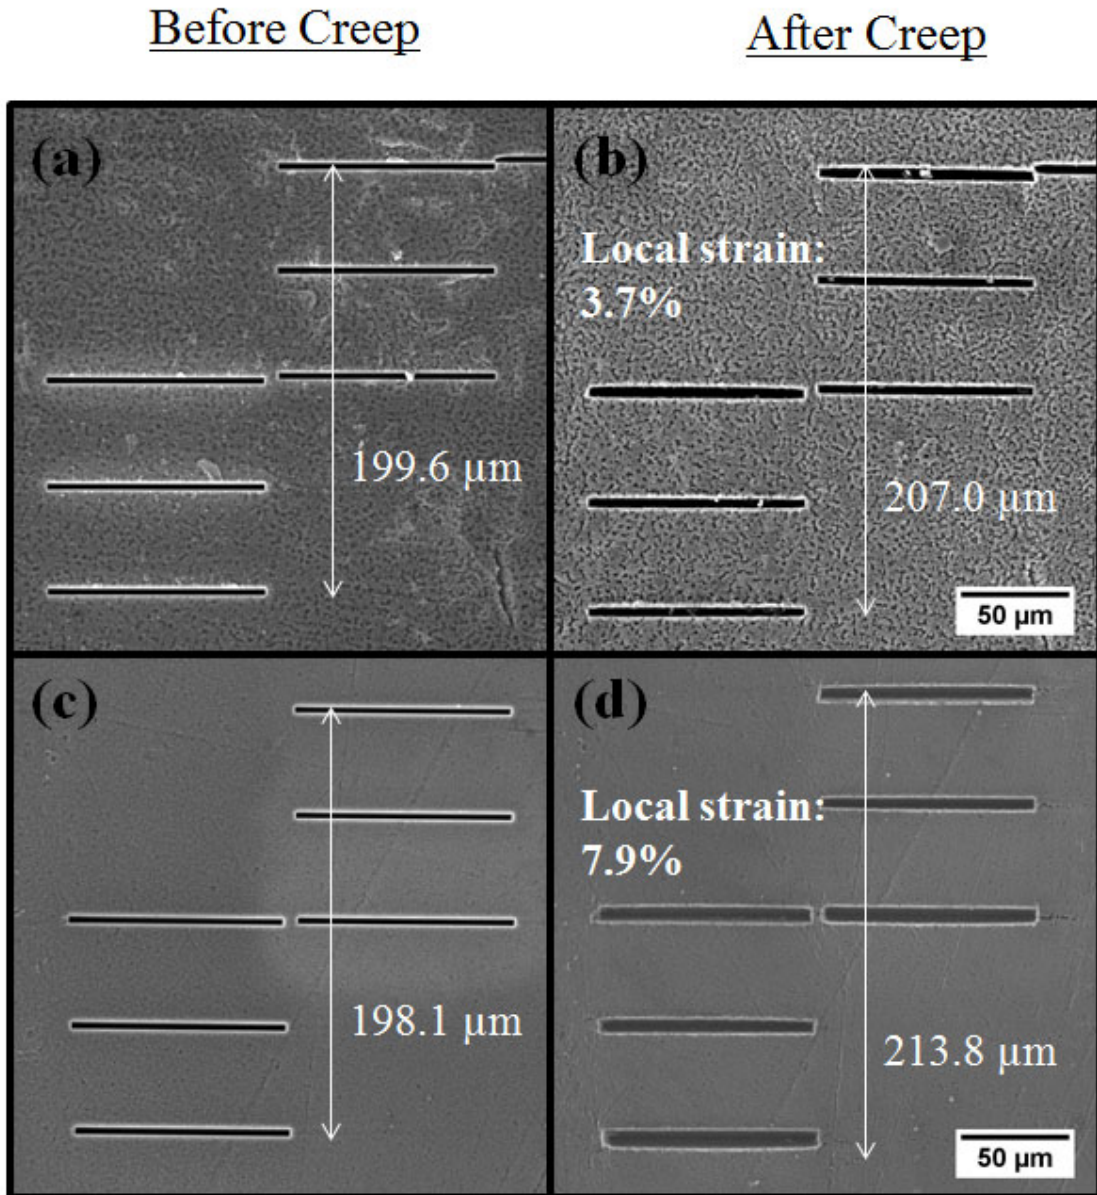 Before Creep
After Creep
(a)
199.6 µm
(b)
Local strain:
3.7%
207.0 µm
50 µm
(c)
198.1 µm
(d)
Local strain:
7.9%
213.8 µm
50 µm